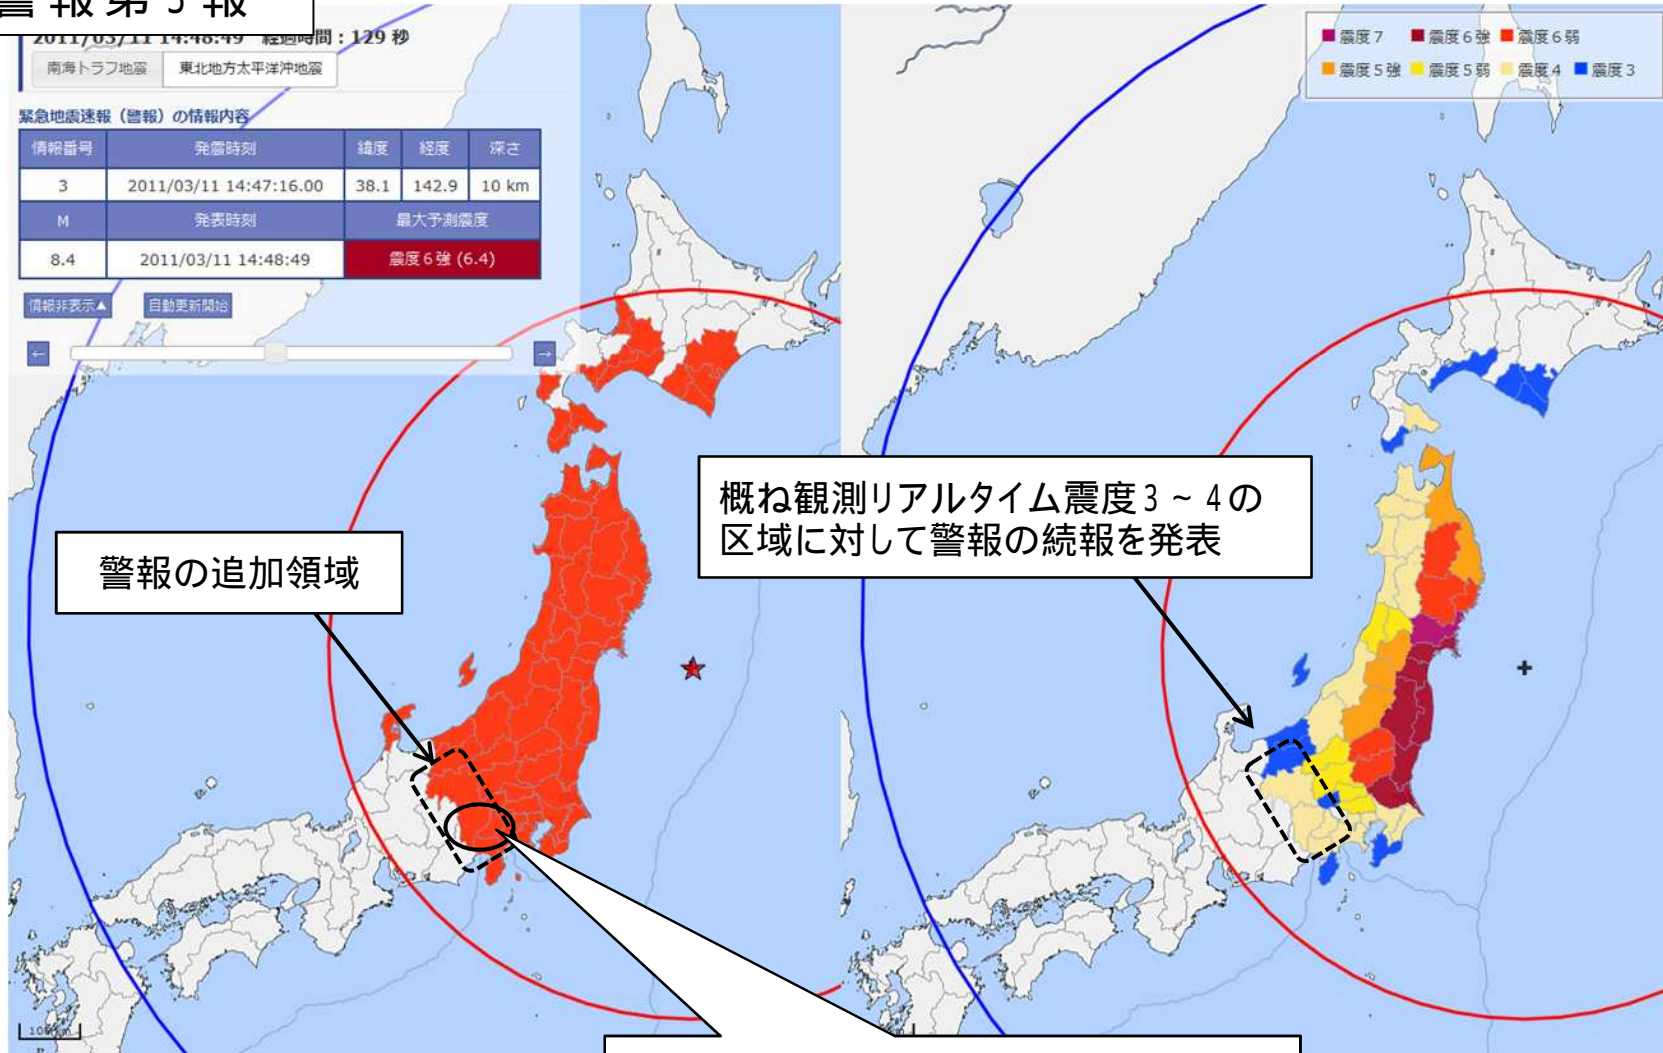 警報第3報
2011/03/11 14:48:49 経過時間：129 秒
南海トラフ地震 東北地方太平洋沖地震
緊急地震速報（警報）の情報内容
情報番号 発震時刻 緯度 経度 深さ
3 2011/03/11 14:47:16.00 38.1 142.9 10 km
M 発表時刻 最大予測震度
8.4 2011/03/11 14:48:49 震度６強 (6.4)
情報非表示▲ 自動更新開始
← →
震度７ 震度６強 震度６弱
震度５強 震度５弱 震度４ 震度３
概ね観測リアルタイム震度３～４の
区域に対して警報の続報を発表
警報の追加領域